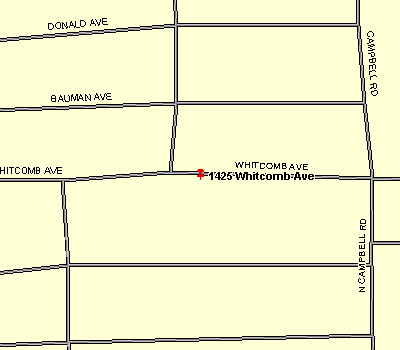 DONALD AVE
CAMPBELL RD
BAUMAN AVE
HITCOMB AVE
WHITCOMB AVE
1425 Whitcomb Ave
N CAMPBELL RD